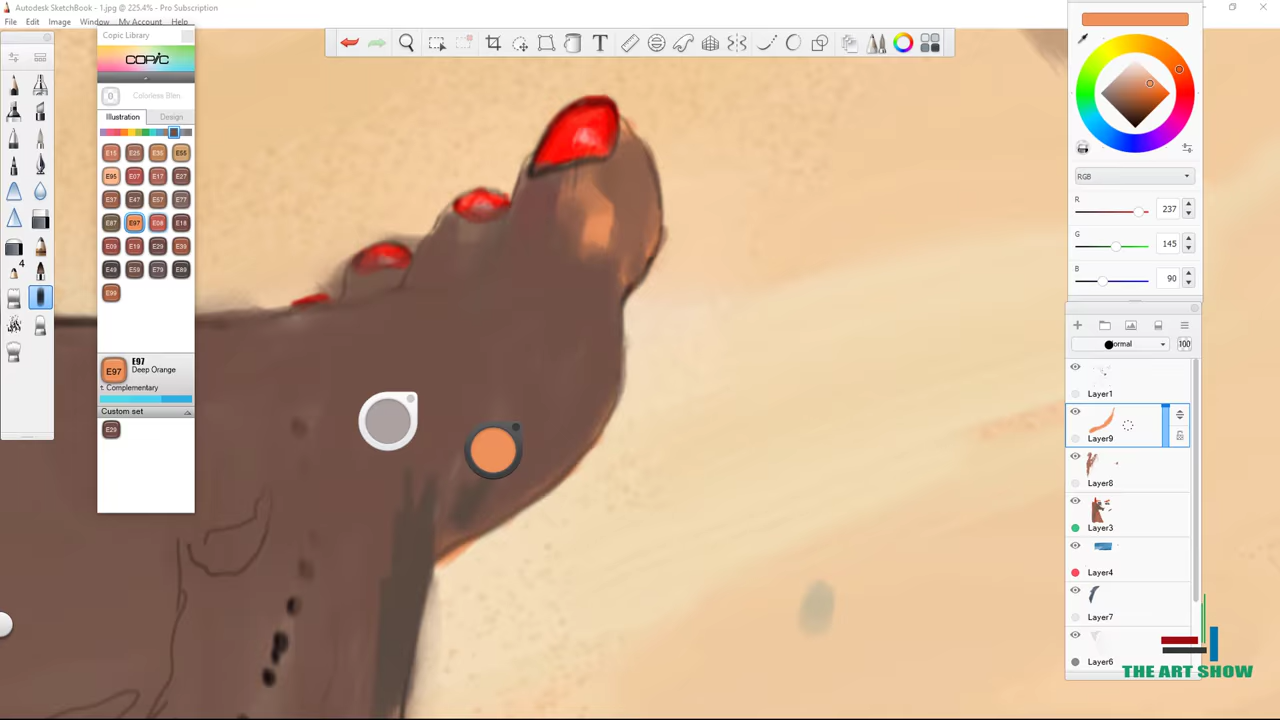 Autodesk SketchBook - 1.jpg @ 225.4% - Pro Subscription
File Edit Image Window My Account Help
Copic Library
COPIC
0 Colorless Blen
Illustration Design
E15 E25 E35 E55
E95 E07 E17 E27
E37 E47 E57 E77
E87 E97 E08 E18
E09 E19 E29 E39
E49 E59 E79 E89
E99
E97
E97
Deep Orange
Complementary
Custom set
E29
4
RGB
R 237
G 145
B 90
ormal 100
Layer1
Layer9
Layer8
Layer3
Layer4
Layer7
Layer6
THE ART SHOW